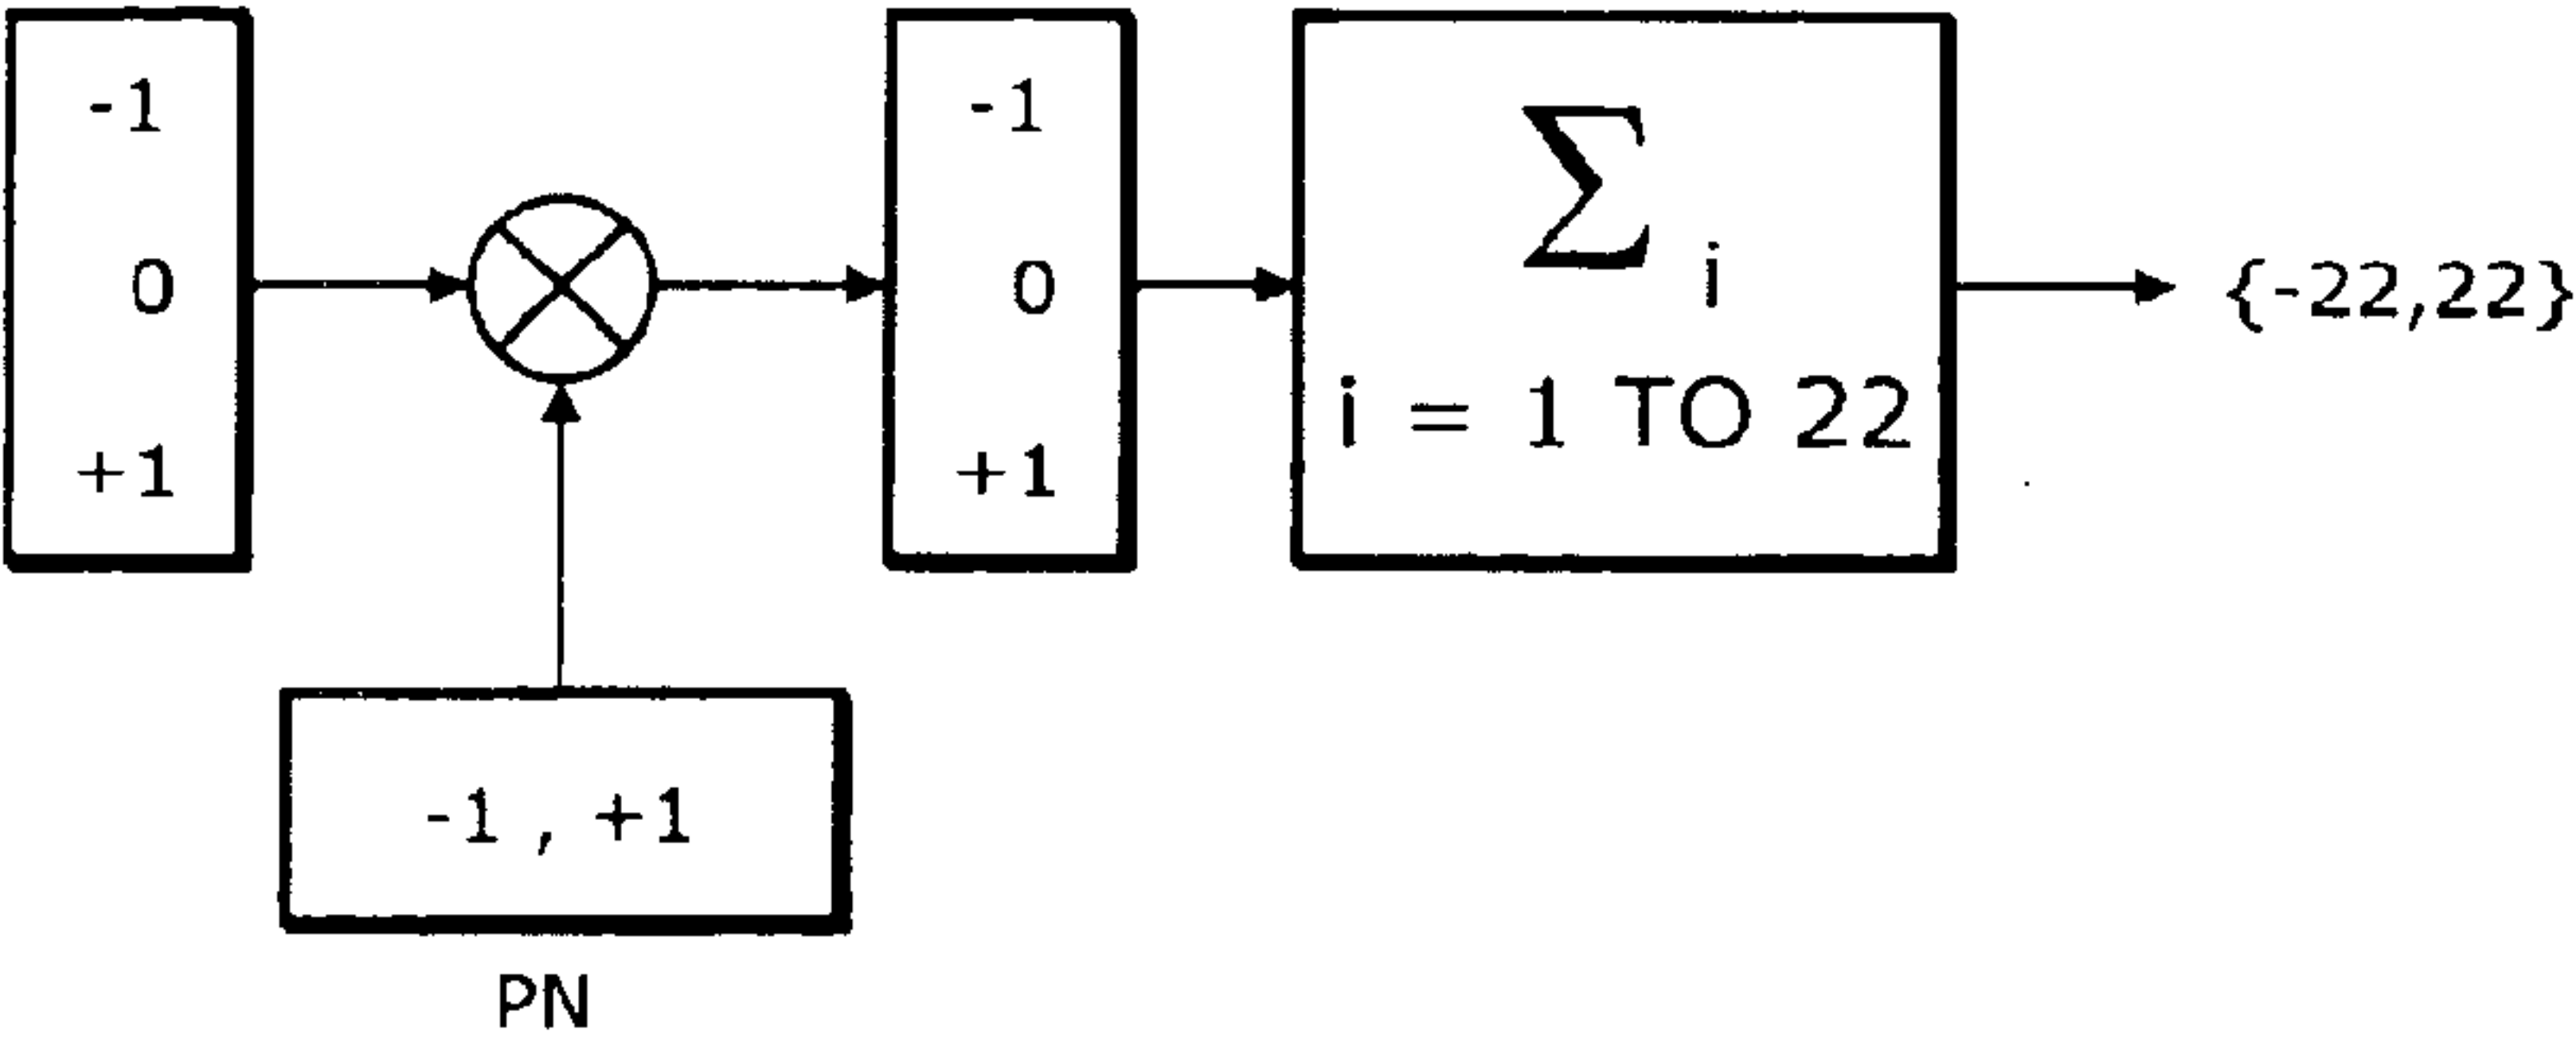 -1
0
+1
-1
0
+1
∑ i
i = 1 TO 22
{-22,22}
-1 , +1
PN